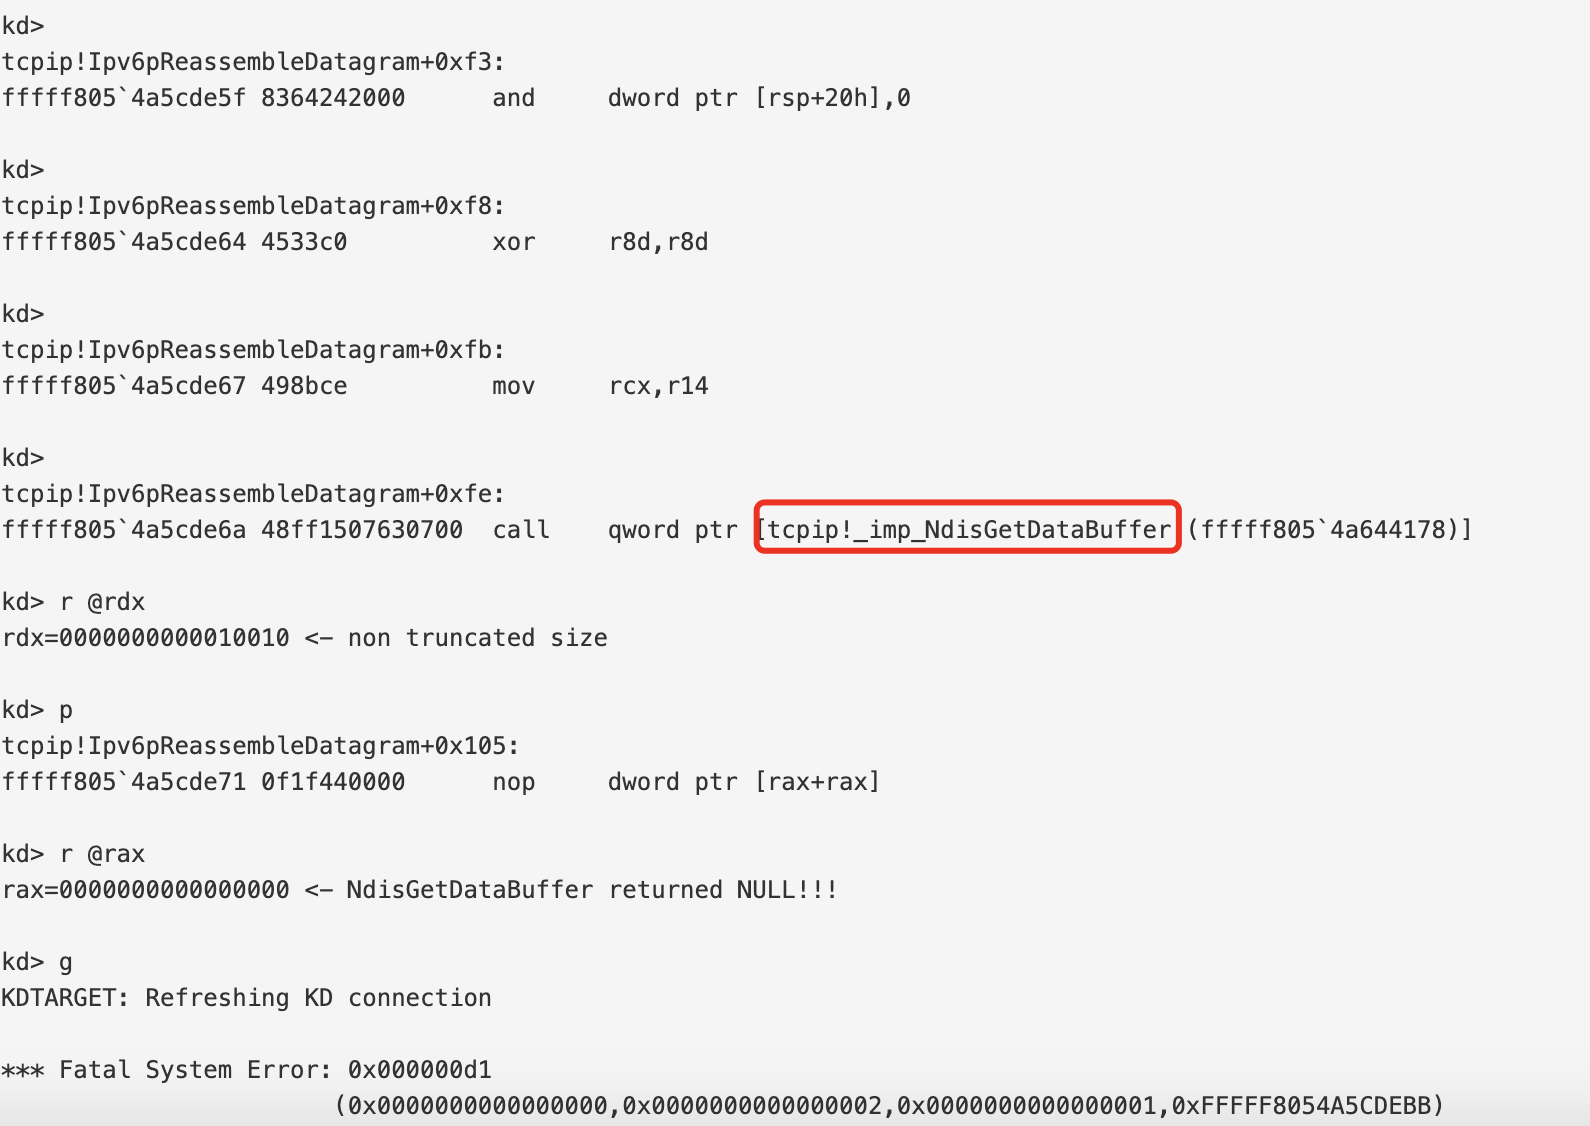 kd>
tcpip!Ipv6pReassembleDatagram+0xf3:
fffff805`4a5cde5f 8364242000      and     dword ptr [rsp+20h],0
kd>
tcpip!Ipv6pReassembleDatagram+0xf8:
fffff805`4a5cde64 4533c0          xor     r8d,r8d
kd>
tcpip!Ipv6pReassembleDatagram+0xfb:
fffff805`4a5cde67 498bce          mov     rcx,r14
kd>
tcpip!Ipv6pReassembleDatagram+0xfe:
fffff805`4a5cde6a 48ff1507630700  call    qword ptr [tcpip!_imp_NdisGetDataBuffer (fffff805`4a644178)]
kd> r @rdx
rdx=0000000000010010 <- non truncated size
kd> p
tcpip!Ipv6pReassembleDatagram+0x105:
fffff805`4a5cde71 0f1f440000      nop     dword ptr [rax+rax]
kd> r @rax
rax=0000000000000000 <- NdisGetDataBuffer returned NULL!!!
kd> g
KDTARGET: Refreshing KD connection
*** Fatal System Error: 0x000000d1
(0x0000000000000000,0x0000000000000002,0x0000000000000001,0xFFFFF8054A5CDEBB)